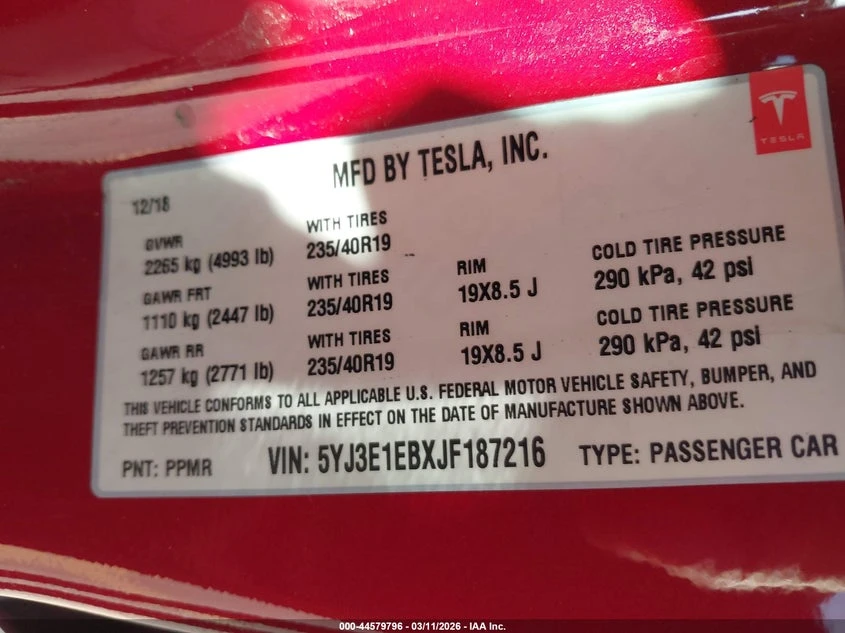 TESLA
MFD BY TESLA, INC.
12/18
GVWR
2265 kg (4993 lb)
WITH TIRES
235/40R19
GAWR FRT
1110 kg (2447 lb)
WITH TIRES
235/40R19
RIM
19X8.5 J
COLD TIRE PRESSURE
290 kPa, 42 psi
GAWR RR
1257 kg (2771 lb)
WITH TIRES
235/40R19
RIM
19X8.5 J
COLD TIRE PRESSURE
290 kPa, 42 psi
THIS VEHICLE CONFORMS TO ALL APPLICABLE U.S. FEDERAL MOTOR VEHICLE SAFETY, BUMPER, AND
THEFT PREVENTION STANDARDS IN EFFECT ON THE DATE OF MANUFACTURE SHOWN ABOVE.
PNT: PPMR VIN: 5YJ3E1EBXJF187216 TYPE: PASSENGER CAR
000-44579796 - 03/11/2026 - IAA Inc.